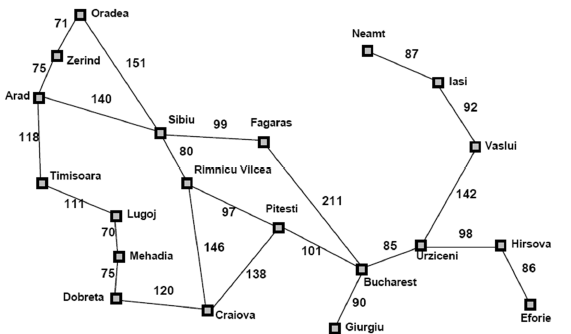 Oradea
71
Neamt
87
Zerind
151
75
Iasi
Arad
140
92
Sibiu
99
Fagaras
118
80
Vaslui
Rimnicu Vilcea
Timisoara
111
97
Pitesti
211
142
Lugoj
70
146
101
85
98
Hirsova
Urziceni
Mehadia
138
86
75
Bucharest
Dobreta
120
90
Craiova
Eforie
Giurgiu